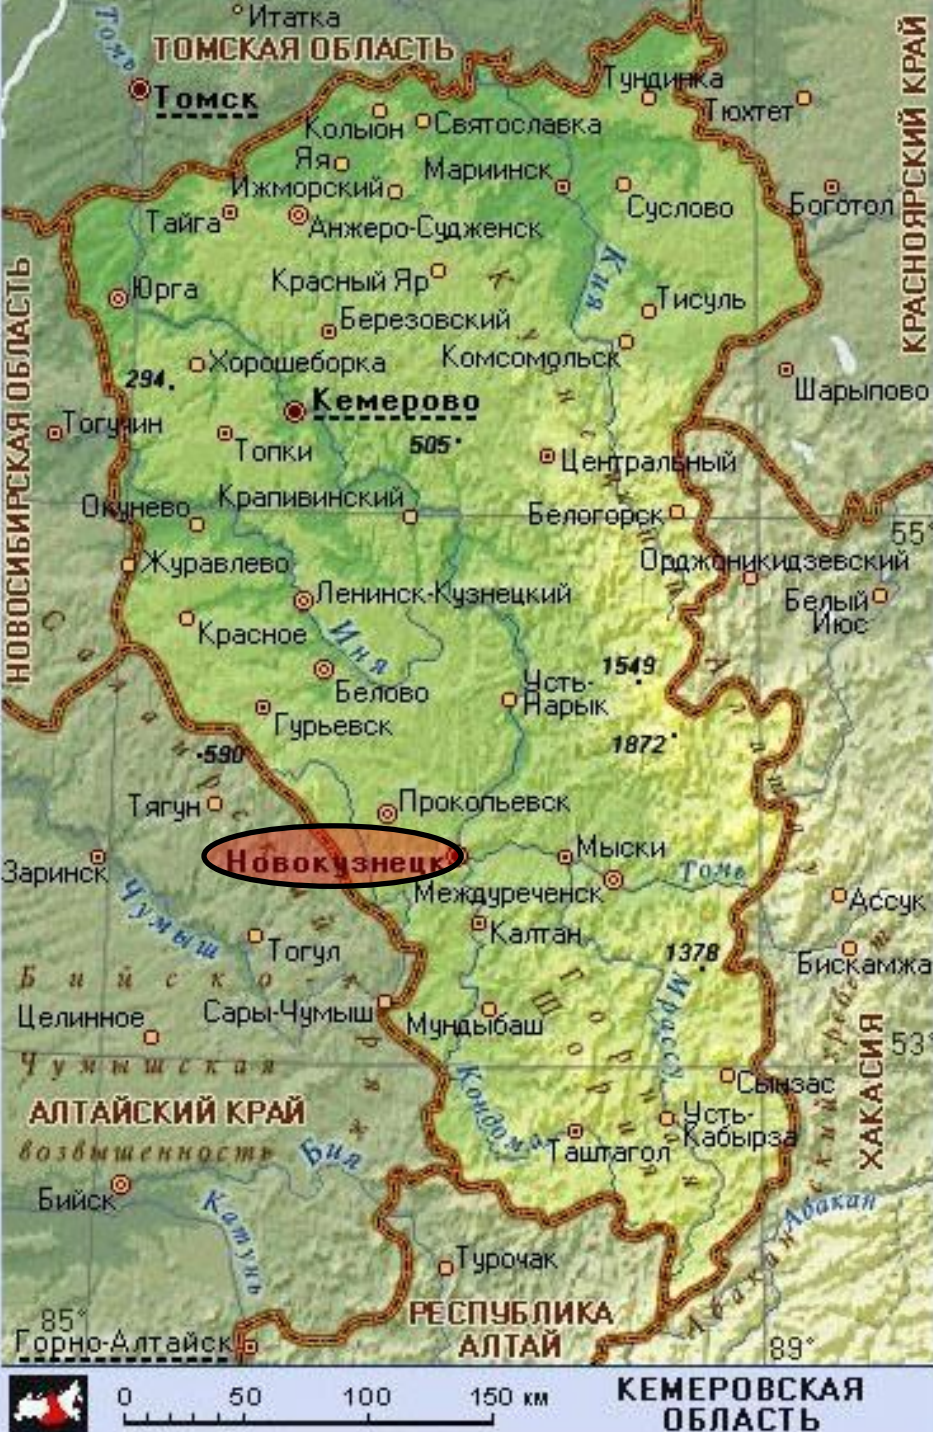 Итатка
Томь
ТОМСКАЯ ОБЛАСТЬ
КРАСНОЯРСКИЙ КРАЙ
Тундинка
Томск
Тюхтет
Колыон
Святославка
Яя
Мариинск
Ижморский
Суслово
Боготол
Тайга
Анжеро-Судженск
НОВОСИБИРСКАЯ ОБЛАСТЬ
Кия
Красный Яр
Юрга
Тисуль
Березовский
Комсомольск
Хорошеборка
294
Шарыпово
Кемерово
Тогучин
505
Топки
Центральный
Крапивинский
Окунево
Белогорск
55°
Журавлево
Орджоникидзевский
Ленинск-Кузнецкий
Белый
Июс
Красное
Иня
1549
Усть-
Нарык
Белово
Гурьевск
1872
590
Прокопьевск
Тягун
Новокузнецк
Мыски
Заринск
Томь
Междуреченск
Чумыш
Ассук
Калтан
Тогул
1378
Бискамжа
Бийско-
Мрассу
Горная Шория
Целинное
Сары-Чумыш
Мундыбаш
ХАКАСИЯ
53°
Чумышская
Сынзас
Кондома
АЛТАЙСКИЙ КРАЙ
Усть-
Кабырза
возвышенность
Бия
Таштагол
Бийск
Катунь
Абакан
Абаканский хребет
Турочак
85°
РЕСПУБЛИКА
АЛТАЙ
Горно-Алтайск
89°
0 50 100 150 км
КЕМЕРОВСКАЯ
ОБЛАСТЬ